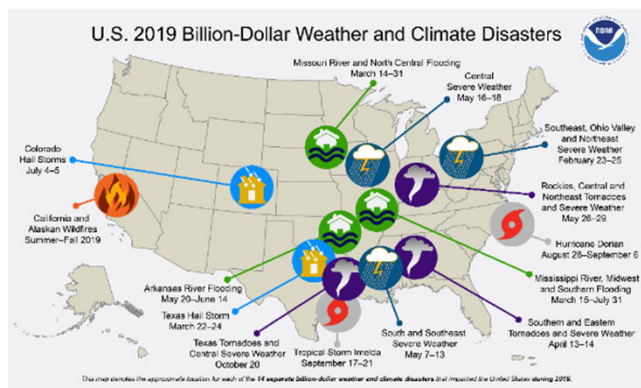 U.S. 2019 Billion-Dollar Weather and Climate Disasters
NOAA
Missouri River and North Central Flooding
March 14–31
Central
Severe Weather
May 16–18
Southeast, Ohio Valley
and Northeast
Severe Weather
February 23–25
Colorado
Hail Storms
July 4–5
Rockies, Central and
Northeast Tornadoes
and Severe Weather
May 26–29
California and
Alaskan Wildfires
Summer–Fall 2019
Hurricane Dorian
August 28–September 6
Arkansas River Flooding
May 20–June 14
Mississippi River, Midwest
and Southern Flooding
March 15–July 31
Texas Hail Storm
March 22–24
Southern and Eastern
Tornadoes and Severe Weather
April 13–14
Texas Tornadoes and
Central Severe Weather
October 20
Tropical Storm Imelda
September 17–21
South and Southeast
Severe Weather
May 7–13
This map denotes the approximate location for each of the 14 separate billion-dollar weather and climate disasters that impacted the United States during 2019.